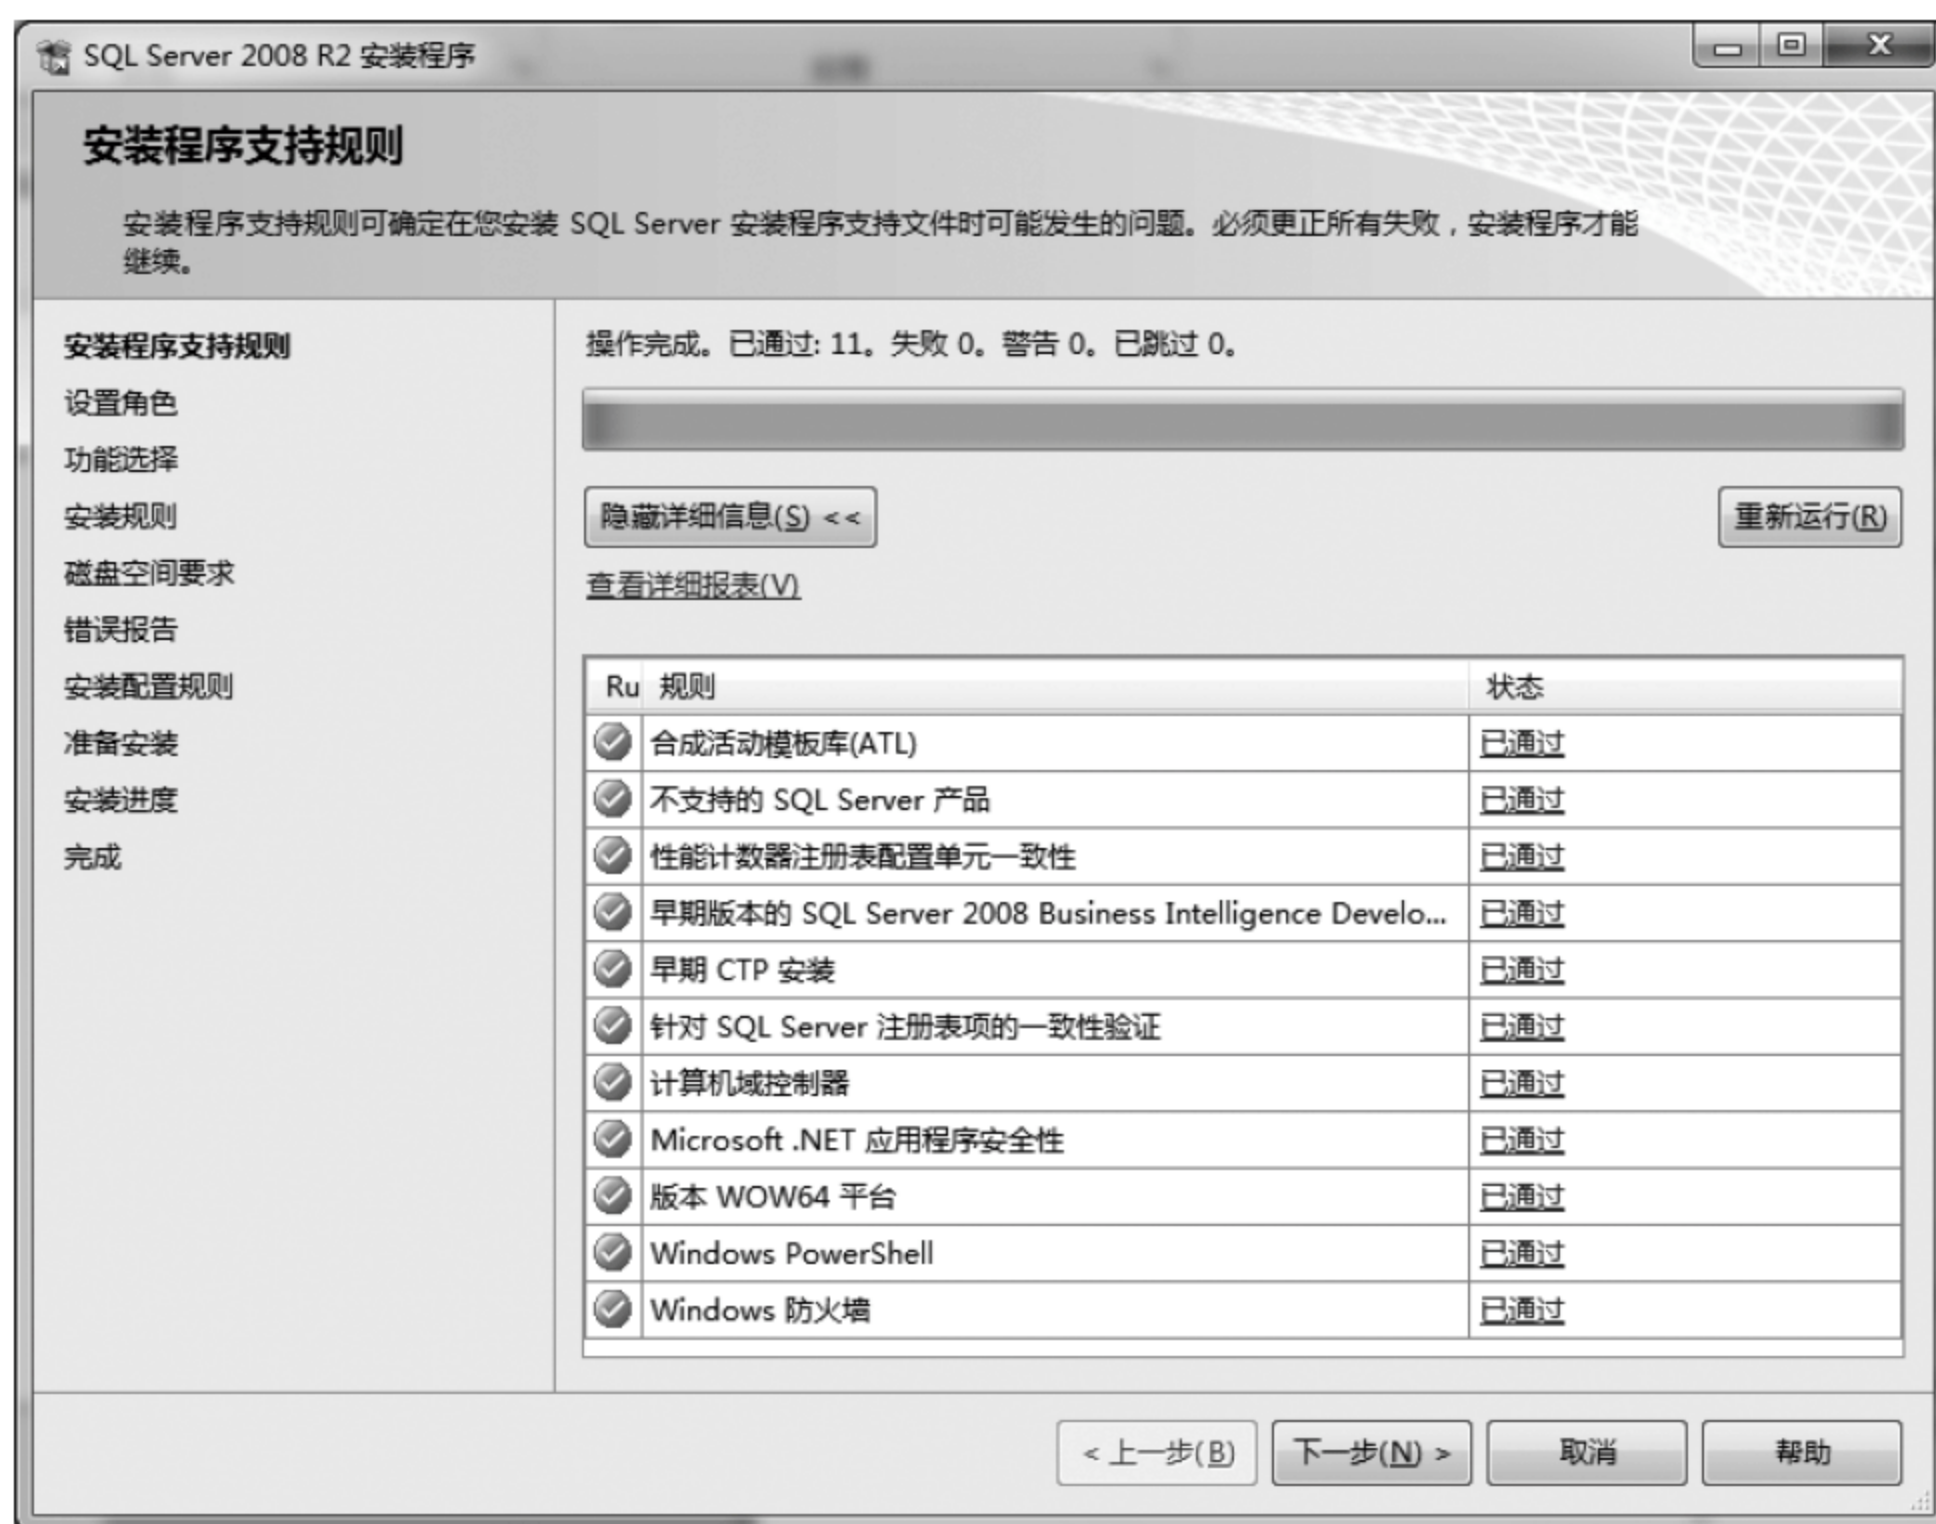 SQL Server 2008 R2 安装程序
安装程序支持规则
安装程序支持规则可确定在您安装 SQL Server 安装程序支持文件时可能发生的问题。必须更正所有失败，安装程序才能
继续。
安装程序支持规则
设置角色
功能选择
安装规则
磁盘空间要求
错误报告
安装配置规则
准备安装
安装进度
完成
操作完成。已通过: 11。失败 0。警告 0。已跳过 0。
隐藏详细信息(S) <<
重新运行(R)
查看详细报表(V)
Ru 规则 状态
合成活动模板库(ATL) 已通过
不支持的 SQL Server 产品 已通过
性能计数器注册表配置单元一致性 已通过
早期版本的 SQL Server 2008 Business Intelligence Develo... 已通过
早期 CTP 安装 已通过
针对 SQL Server 注册表项的一致性验证 已通过
计算机域控制器 已通过
Microsoft .NET 应用程序安全性 已通过
版本 WOW64 平台 已通过
Windows PowerShell 已通过
Windows 防火墙 已通过
< 上一步(B) 下一步(N) > 取消 帮助